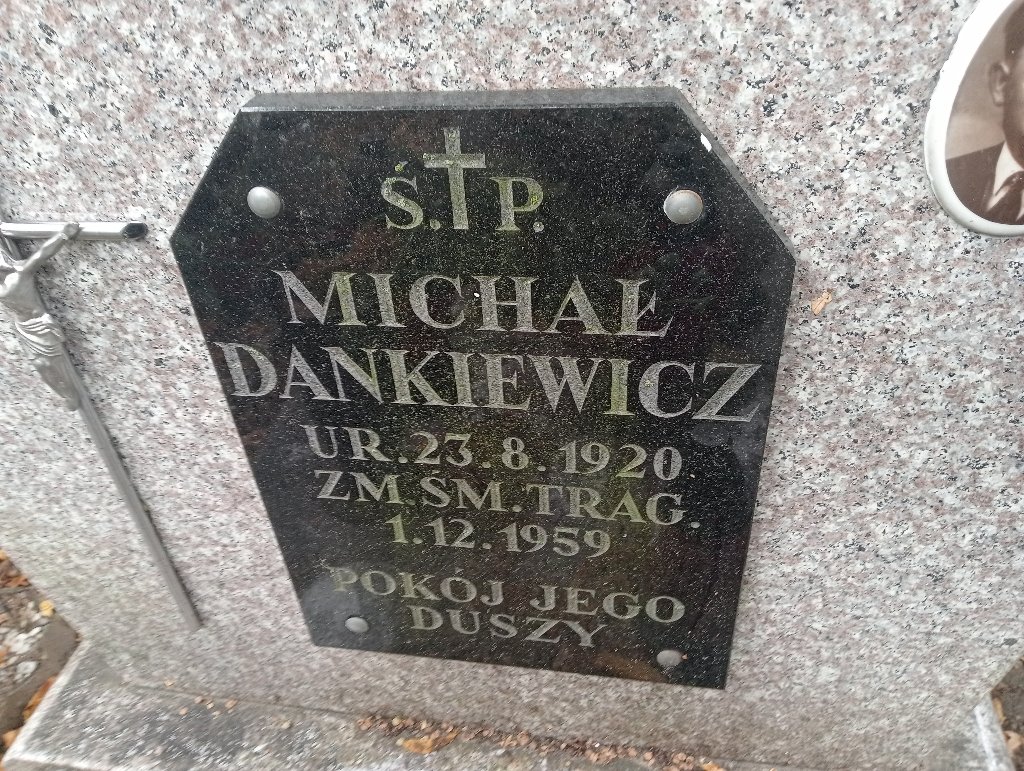 Ś.†P.
MICHAŁ
DANKIEWICZ
UR.23.8.1920
ZM.ŚM.TRAG.
1.12.1959
POKÓJ JEGO
DUSZY